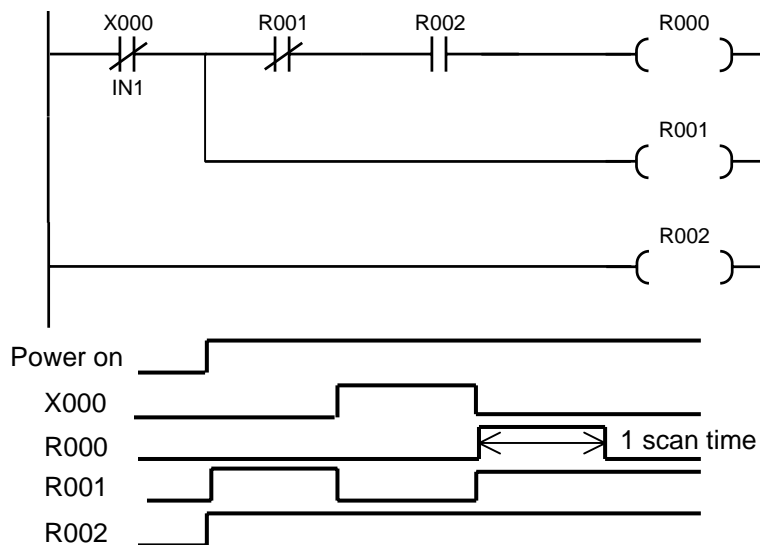 X000 R001 R002 R000
IN1
R001
R002
Power on
X000
R000 1 scan time
R001
R002